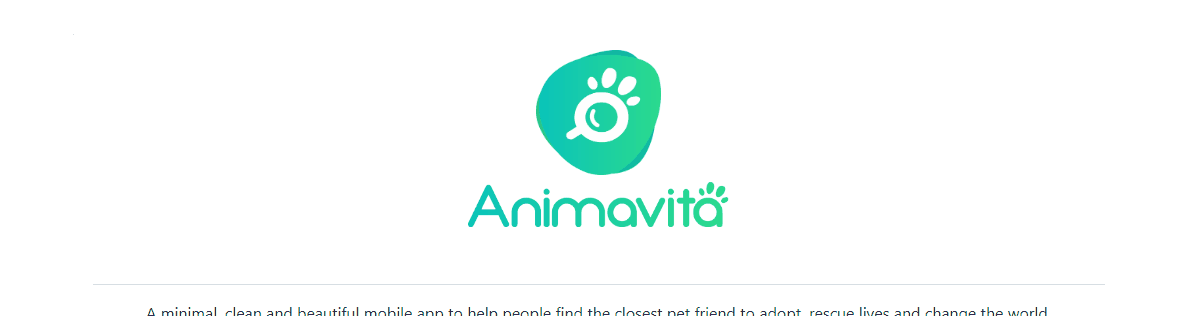 Animavita
A minimal, clean and beautiful mobile app to help people find the closest pet friend to adopt, rescue lives and change the world